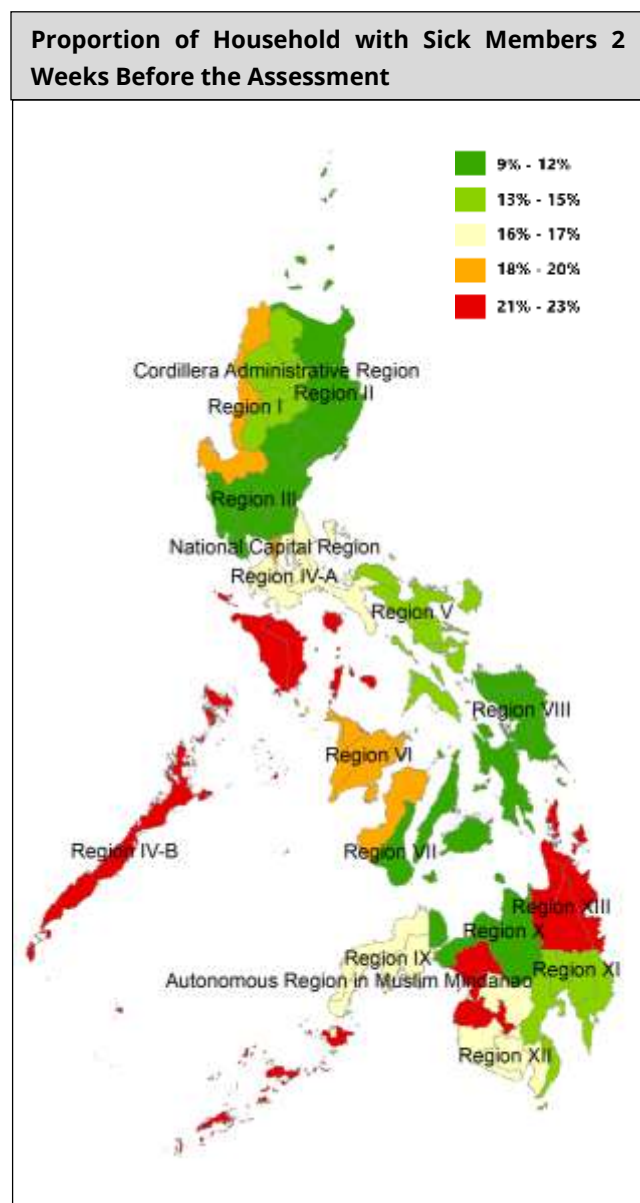 Proportion of Household with Sick Members 2
Weeks Before the Assessment
9% - 12%
13% - 15%
16% - 17%
18% - 20%
21% - 23%
Cordillera Administrative Region
Region II
Region I
Region III
National Capital Region
Region IV-A
Region V
Region VIII
Region VI
Region IV-B
Region VII
Region XIII
Region X
Region IX
Region XI
Autonomous Region in Muslim Mindanao
Region XII